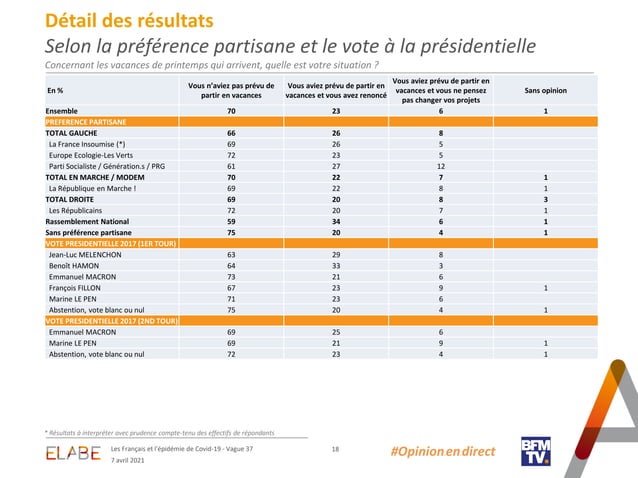 Détail des résultats
Selon la préférence partisane et le vote à la présidentielle
Concernant les vacances de printemps qui arrivent, quelle est votre situation ?
En % Vous n'aviez pas prévu de partir en vacances Vous aviez prévu de partir en vacances et vous avez renoncé Vous aviez prévu de partir en vacances et vous ne pensez pas changer vos projets Sans opinion
Ensemble 70 23 6 1
PREFERENCE PARTISANE
TOTAL GAUCHE 66 26 8
La France Insoumise (*) 69 26 5
Europe Ecologie-Les Verts 72 23 5
Parti Socialiste / Génération.s / PRG 61 27 12
TOTAL EN MARCHE / MODEM 70 22 7 1
La République en Marche ! 69 22 8 1
TOTAL DROITE 69 20 8 3
Les Républicains 72 20 7 1
Rassemblement National 59 34 6 1
Sans préférence partisane 75 20 4 1
VOTE PRESIDENTIELLE 2017 (1ER TOUR)
Jean-Luc MELENCHON 63 29 8
Benoît HAMON 64 33 3
Emmanuel MACRON 73 21 6
François FILLON 67 23 9 1
Marine LE PEN 71 23 6
Abstention, vote blanc ou nul 75 20 4 1
VOTE PRESIDENTIELLE 2017 (2ND TOUR)
Emmanuel MACRON 69 25 6
Marine LE PEN 69 21 9 1
Abstention, vote blanc ou nul 72 23 4 1
* Résultats à interpréter avec prudence compte-tenu des effectifs de répondants
ELABE
Les Français et l'épidémie de Covid-19 - Vague 37
7 avril 2021
18
#Opinion en direct
BFM
TV.